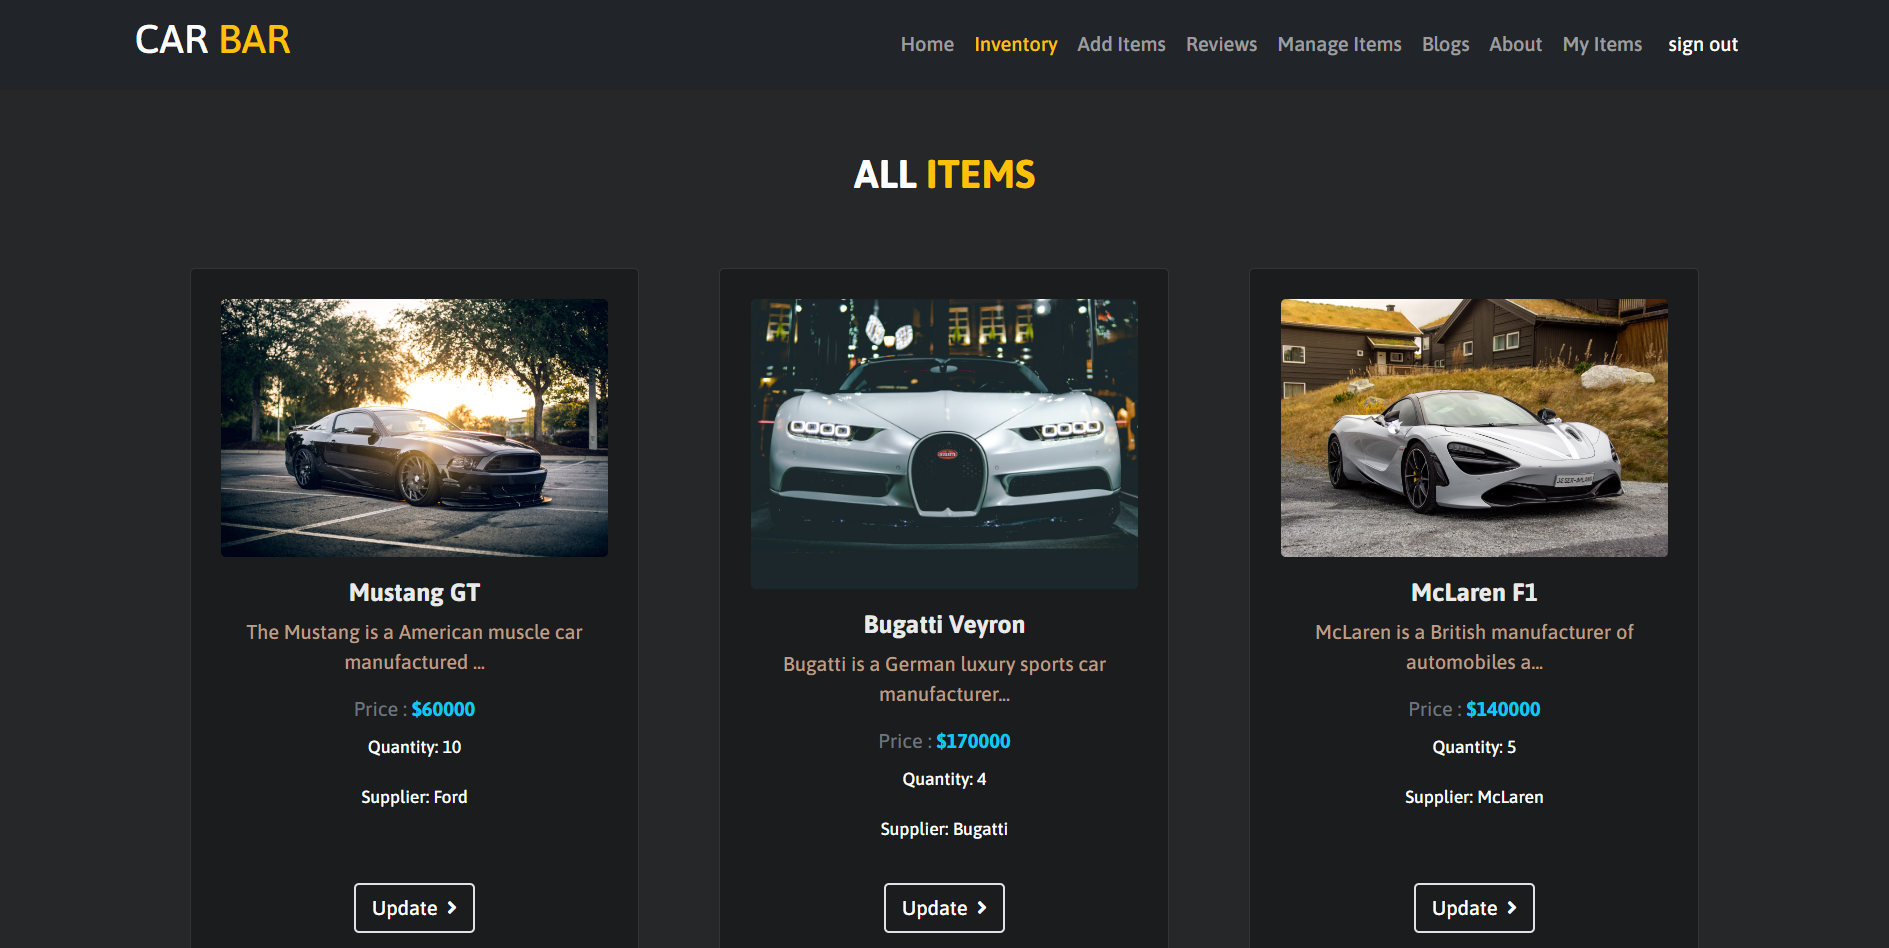 CAR BAR
Home Inventory Add Items Reviews Manage Items Blogs About My Items sign out
ALL ITEMS
Mustang GT
The Mustang is a American muscle car
manufactured ...
Price : $60000
Quantity: 10
Supplier: Ford
Update
BUGATTI
Bugatti Veyron
Bugatti is a German luxury sports car
manufacturer...
Price : $170000
Quantity: 4
Supplier: Bugatti
Update
McLaren F1
McLaren is a British manufacturer of
automobiles a...
Price : $140000
Quantity: 5
Supplier: McLaren
Update